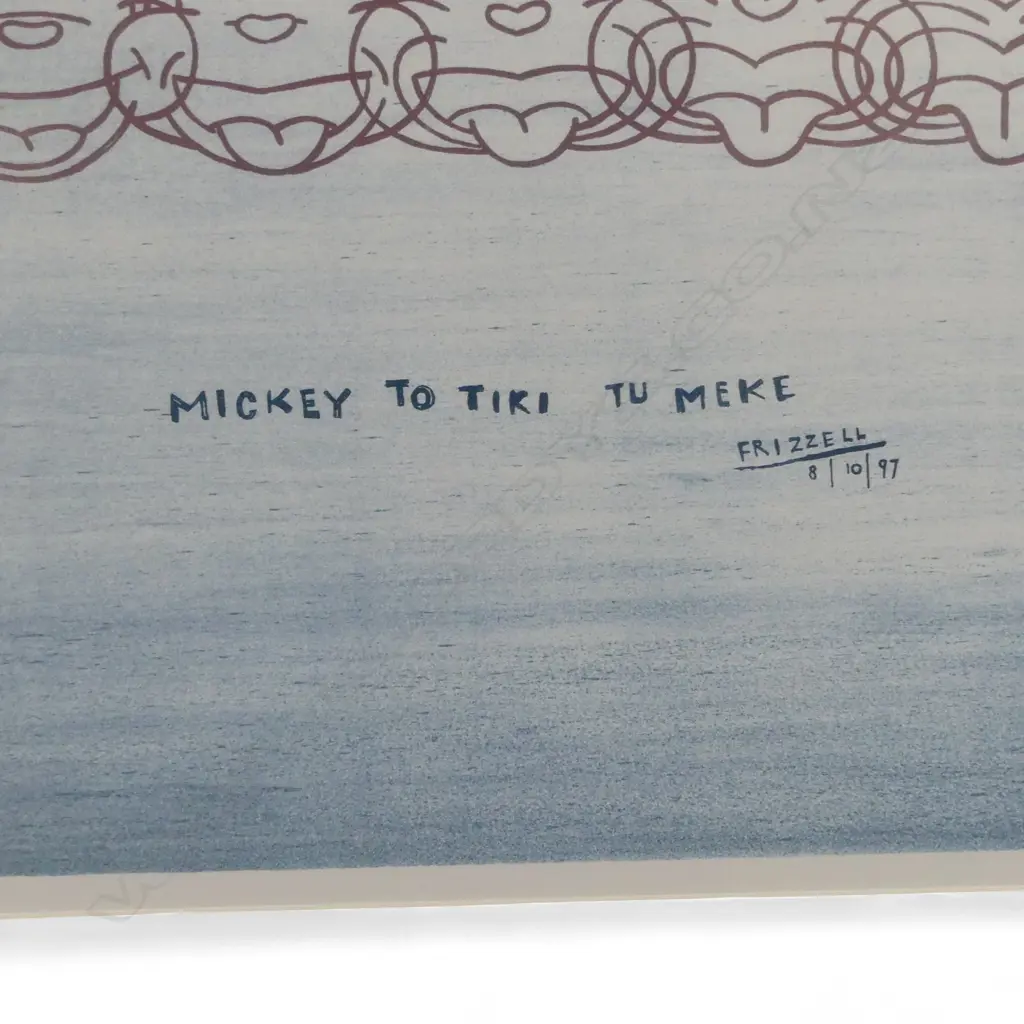 MICKEY TO TIKI TU MEKE
FRIZZELL
8|10|97